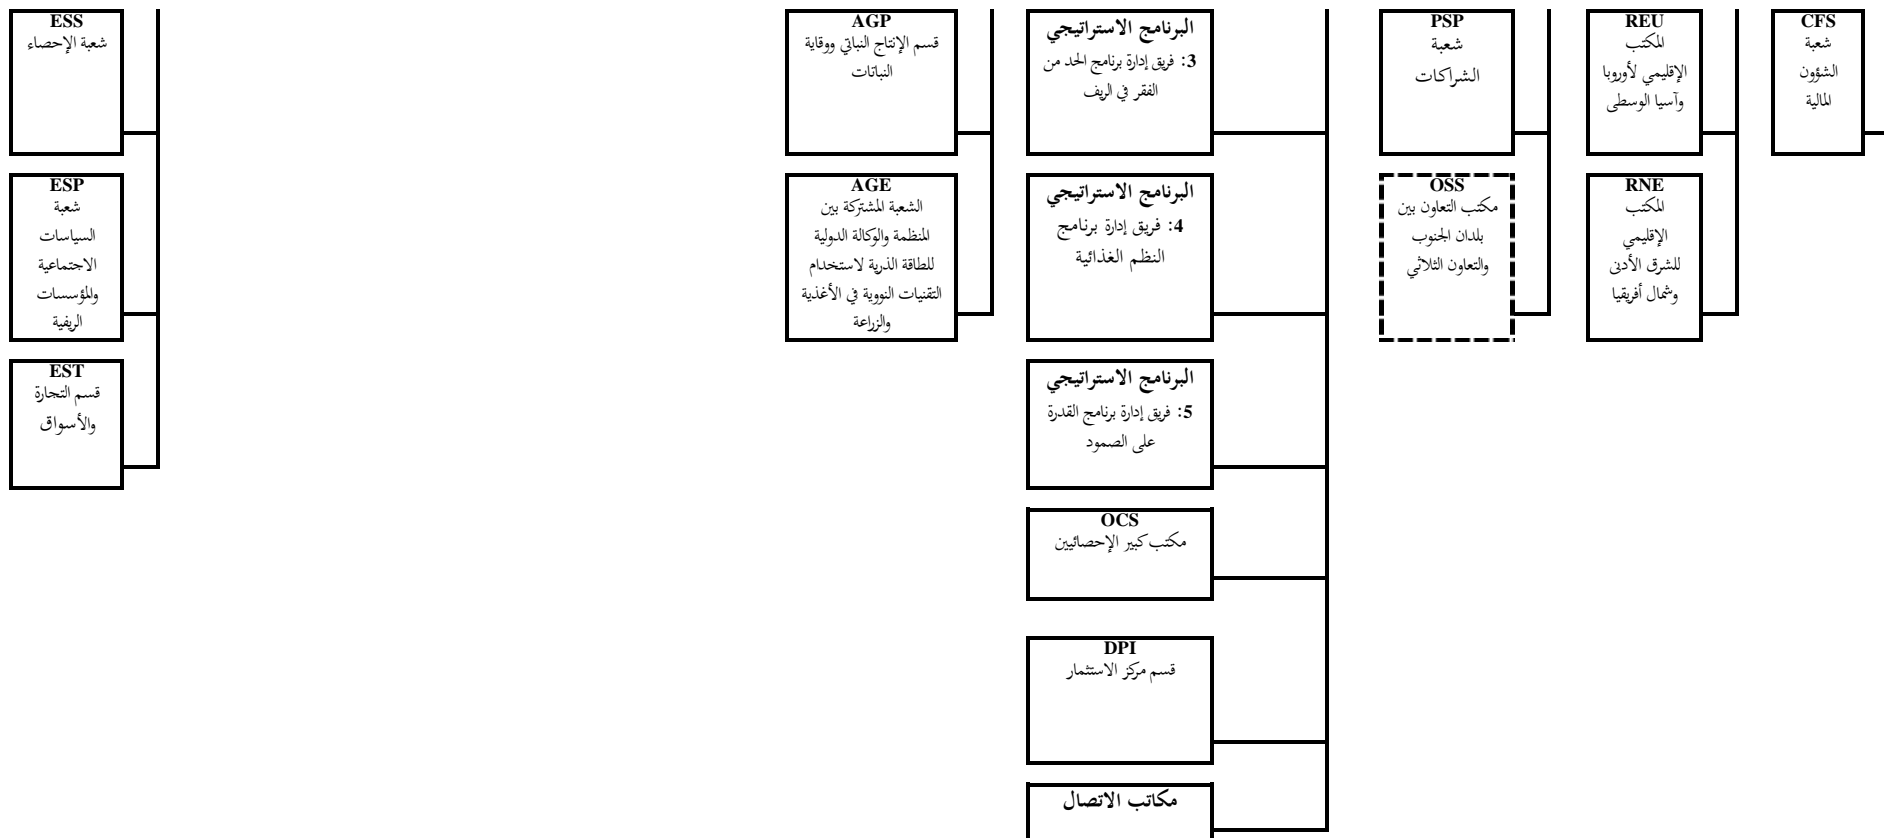 CFS
شعبة
الشؤون
المالية
REU
المكتب
الإقليمي لأوروبا
وآسيا الوسطى
RNE
المكتب
الإقليمي
للشرق الأدنى
وشمال أفريقيا
PSP
شعبة
الشراكات
OSS
مكتب التعاون بين
بلدان الجنوب
والتعاون الثلاثي
البرنامج الاستراتيجي
3: فريق إدارة برنامج الحد من
الفقر في الريف
البرنامج الاستراتيجي
4: فريق إدارة برنامج
النظم الغذائية
البرنامج الاستراتيجي
5: فريق إدارة برنامج القدرة
على الصمود
OCS
مكتب كبير الإحصائيين
DPI
قسم مركز الاستثمار
مكاتب الاتصال
AGP
قسم الإنتاج النباتي ووقاية
النباتات
AGE
الشعبة المشتركة بين
المنظمة والوكالة الدولية
للطاقة الذرية لاستخدام
التقنيات النووية في الأغذية
والزراعة
ESS
شعبة الإحصاء
ESP
شعبة
السياسات
الاجتماعية
والمؤسسات
الريفية
EST
قسم التجارة
والأسواق